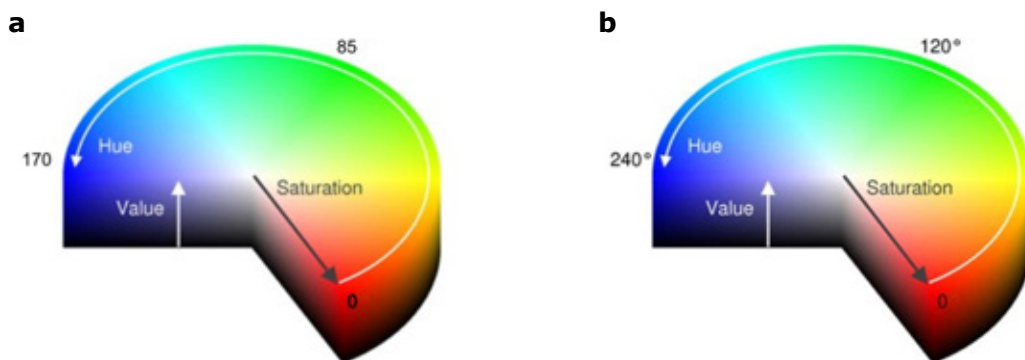 a
85
170
Hue
Saturation
Value
0
b
120°
240°
Hue
Saturation
Value
0